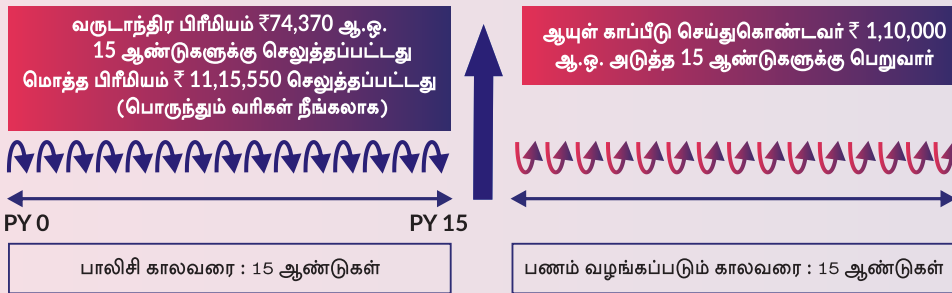 வருடாந்திர பிரீமியம் ₹74,370 ஆ.ஒ.
15 ஆண்டுகளுக்கு செலுத்தப்பட்டது
மொத்த பிரீமியம் ₹ 11,15,550 செலுத்தப்பட்டது
(பொருந்தும் வரிகள் நீங்கலாக)
ஆயுள் காப்பீடு செய்துகொண்டவர் ₹ 1,10,000
ஆ.ஒ. அடுத்த 15 ஆண்டுகளுக்கு பெறுவார்
PY 0
PY 15
பாலிசி காலவரை : 15 ஆண்டுகள்
பணம் வழங்கப்படும் காலவரை : 15 ஆண்டுகள்